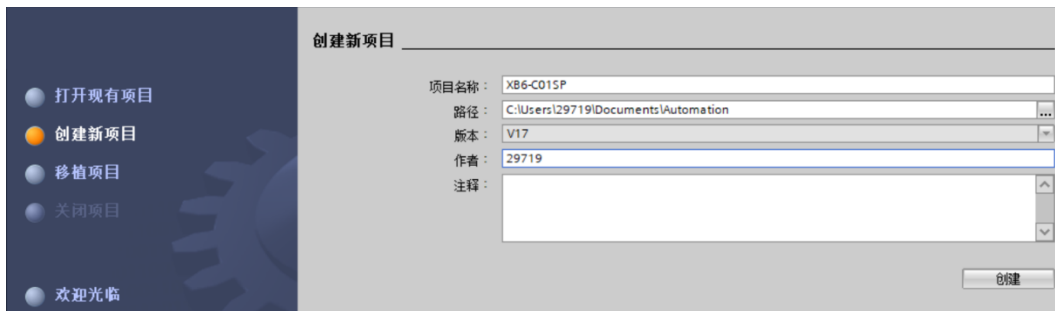 创建新项目
打开现有项目
创建新项目
移植项目
关闭项目
欢迎光临
项目名称：
XB6-C01SP
路径：
C:\Users\29719\Documents\Automation
...
版本：
V17
作者：
29719
注释：
创建